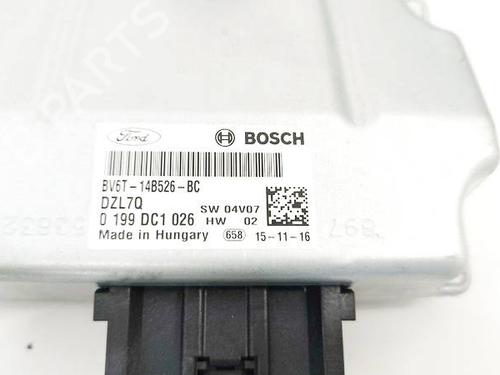 Ford BOSCH
BV6T-14B526-BC
DZL7Q SW 04V07
0 199 DC1 026 HW 02
Made in Hungary 658 15-11-16